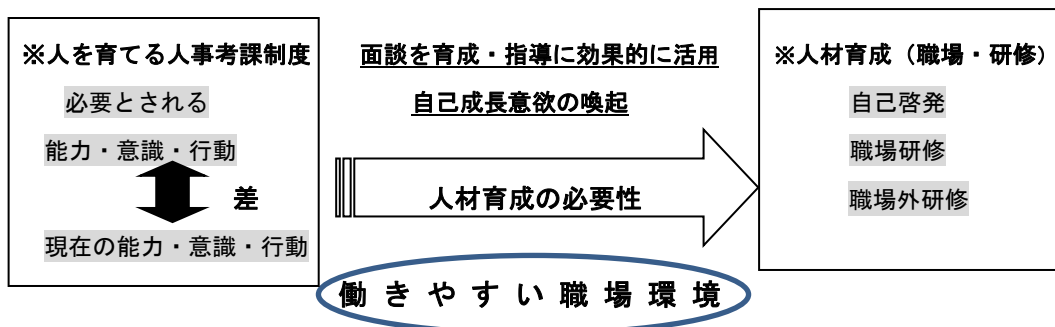 ※人を育てる人事考課制度
必要とされる
能力・意識・行動
差
現在の能力・意識・行動
面談を育成・指導に効果的に活用
自己成長意欲の喚起
人材育成の必要性
働きやすい職場環境
※人材育成（職場・研修）
自己啓発
職場研修
職場外研修